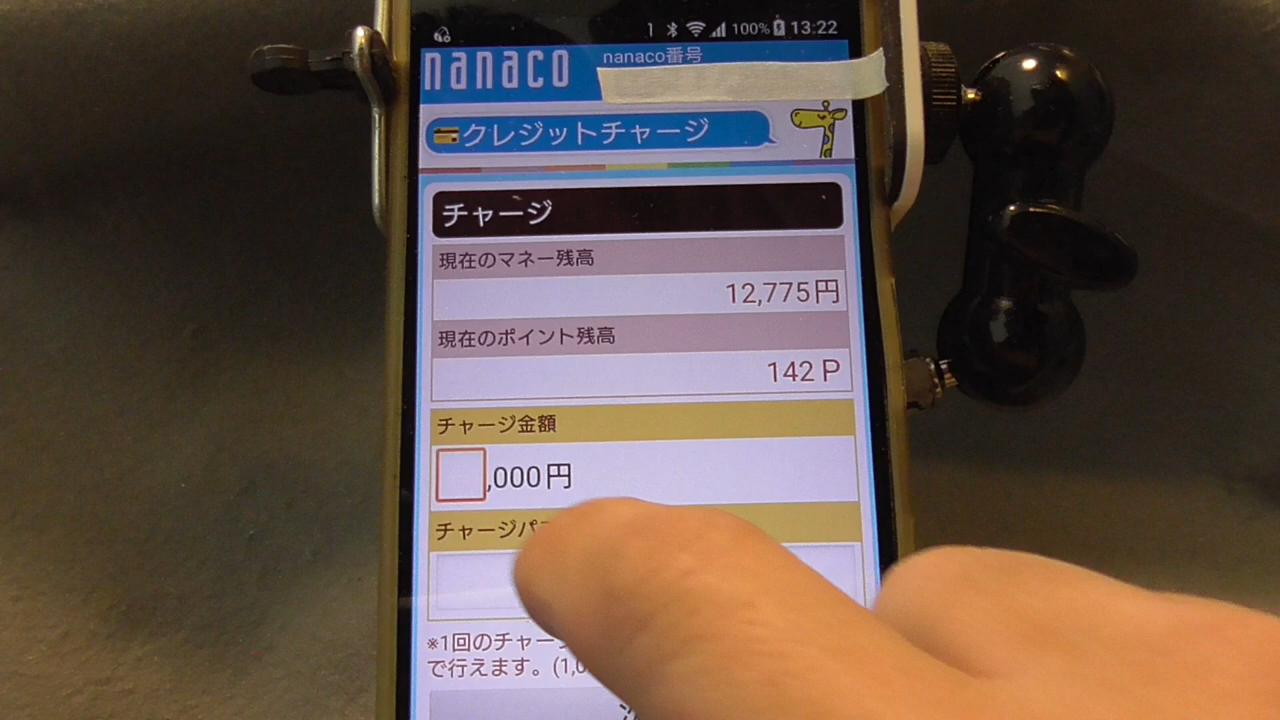 1 100% 13:22
nanaco nanaco番号
クレジットチャージ
チャージ
現在のマネー残高
12,775円
現在のポイント残高
142 P
チャージ金額
,000円
チャージパ
※1回のチャー
で行えます。(1,0